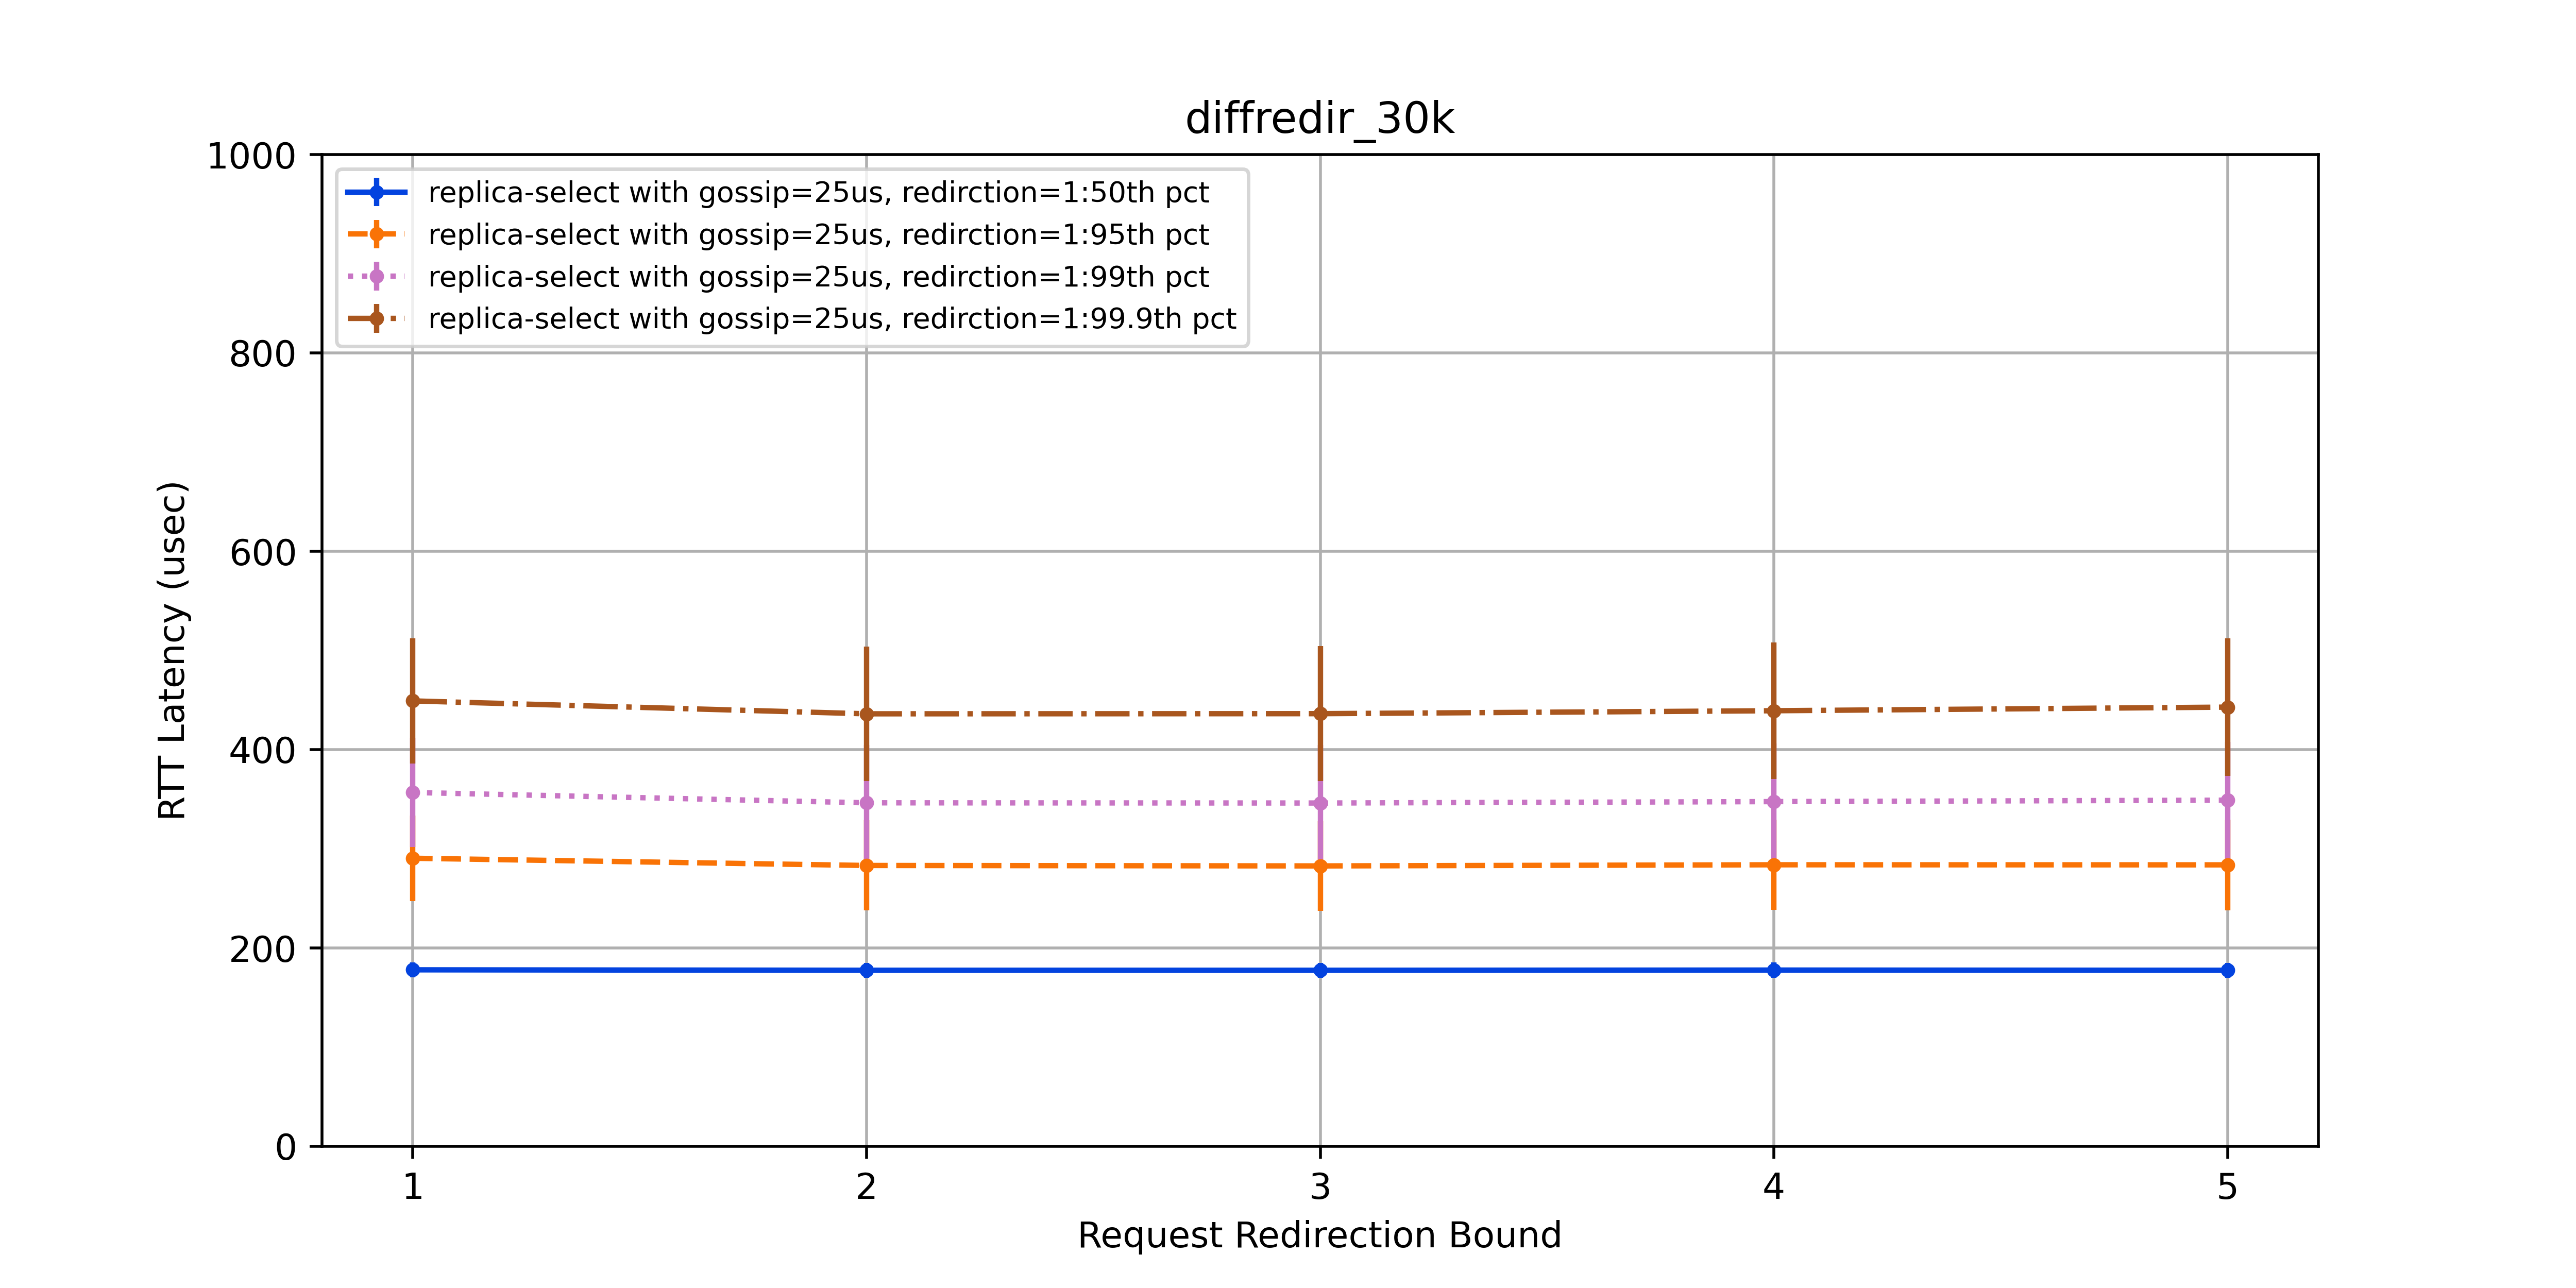 diffredir_30k
1000
800
600
400
200
0
RTT Latency (usec)
replica-select with gossip=25us, redirction=1:50th pct
replica-select with gossip=25us, redirction=1:95th pct
replica-select with gossip=25us, redirction=1:99th pct
replica-select with gossip=25us, redirction=1:99.9th pct
1 2 3 4 5
Request Redirection Bound